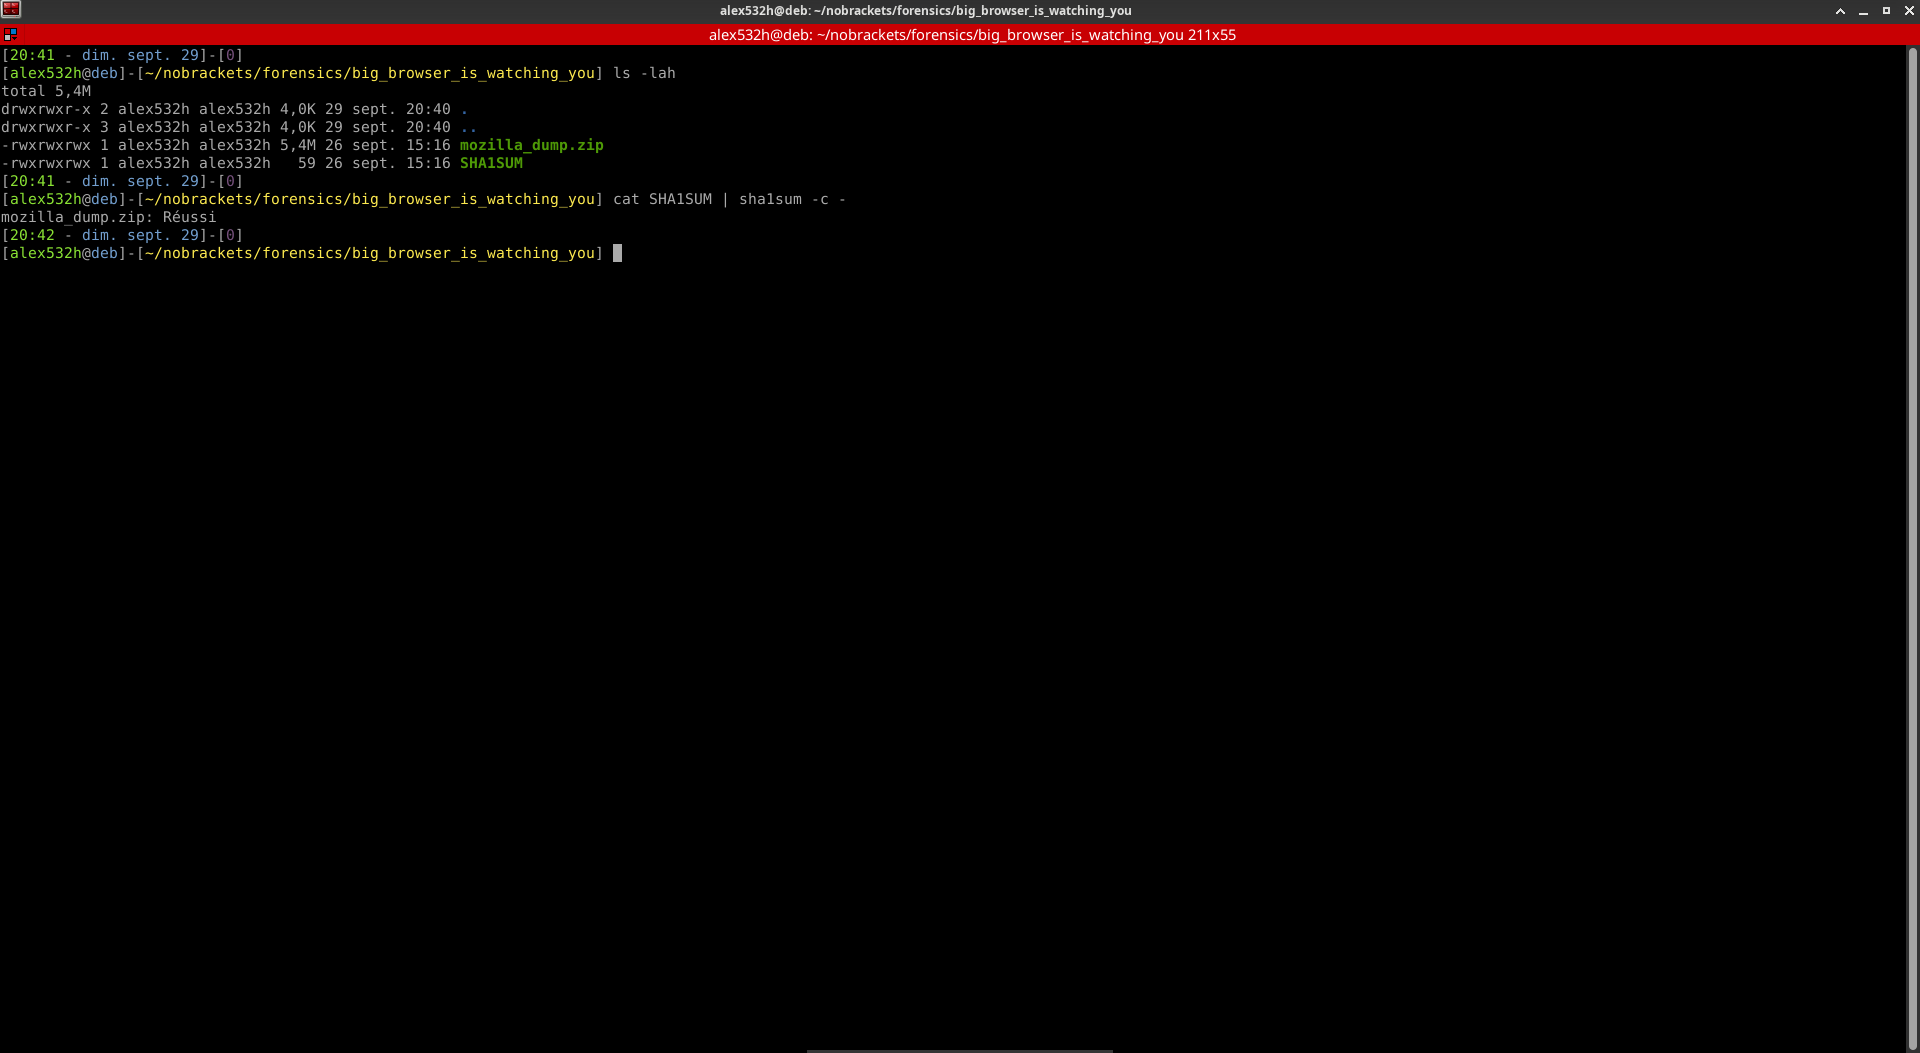 alex532h@deb: ~/nobrackets/forensics/big_browser_is_watching_you
alex532h@deb: ~/nobrackets/forensics/big_browser_is_watching_you 211x55
[20:41 - dim. sept. 29]-[0]
[alex532h@deb]-[~/nobrackets/forensics/big_browser_is_watching_you] ls -lah
total 5,4M
drwxrwxr-x 2 alex532h alex532h 4,0K 29 sept. 20:40 .
drwxrwxr-x 3 alex532h alex532h 4,0K 29 sept. 20:40 ..
-rwxrwxrwx 1 alex532h alex532h 5,4M 26 sept. 15:16 mozilla_dump.zip
-rwxrwxrwx 1 alex532h alex532h   59 26 sept. 15:16 SHA1SUM
[20:41 - dim. sept. 29]-[0]
[alex532h@deb]-[~/nobrackets/forensics/big_browser_is_watching_you] cat SHA1SUM | sha1sum -c -
mozilla_dump.zip: Réussi
[20:42 - dim. sept. 29]-[0]
[alex532h@deb]-[~/nobrackets/forensics/big_browser_is_watching_you]